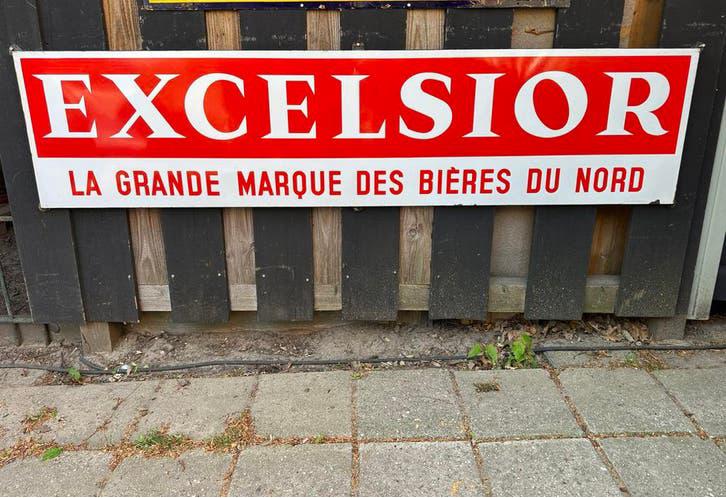 EXCELSIOR
LA GRANDE MARQUE DES BIÈRES DU NORD